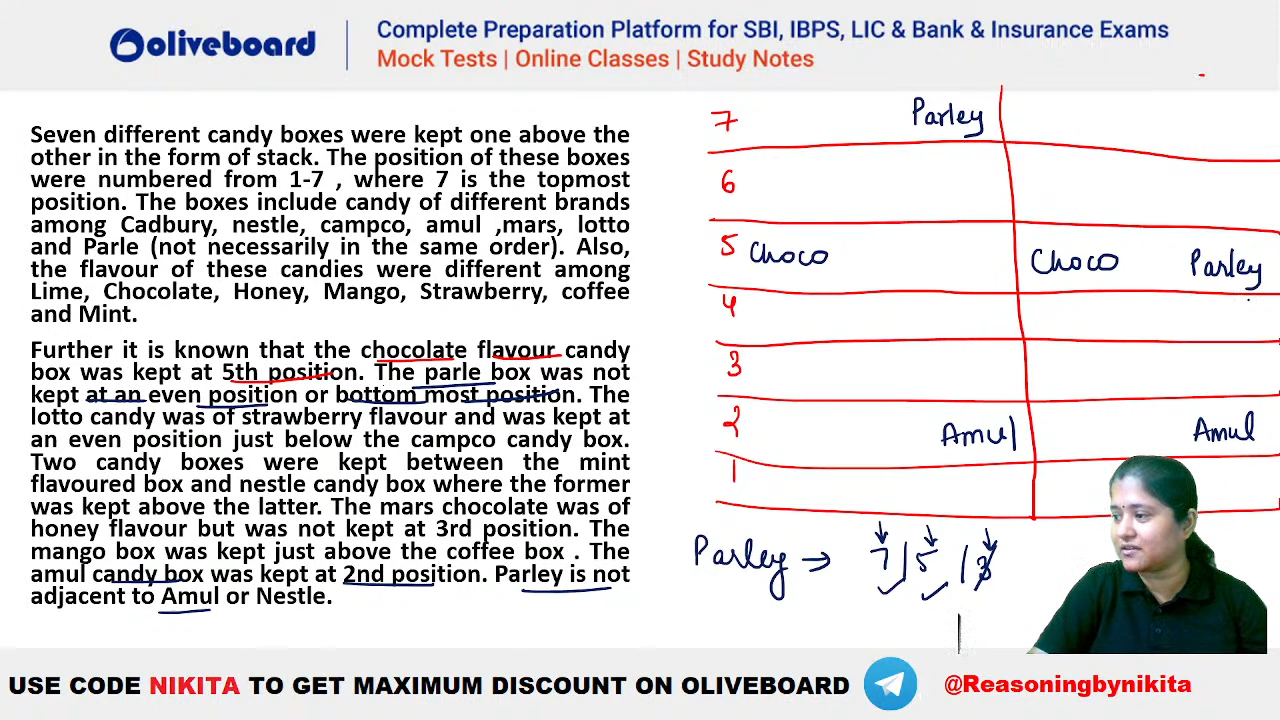 oliveboard
Complete Preparation Platform for SBI, IBPS, LIC & Bank & Insurance Exams
Mock Tests | Online Classes | Study Notes
Seven different candy boxes were kept one above the
other in the form of stack. The position of these boxes
were numbered from 1-7 , where 7 is the topmost
position. The boxes include candy of different brands
among Cadbury, nestle, campco, amul ,mars, lotto
and Parle (not necessarily in the same order). Also,
the flavour of these candies were different among
Lime, Chocolate, Honey, Mango, Strawberry, coffee
and Mint.
Further it is known that the chocolate flavour candy
box was kept at 5th position. The parle box was not
kept at an even position or bottom most position. The
lotto candy was of strawberry flavour and was kept at
an even position just below the campco candy box.
Two candy boxes were kept between the mint
flavoured box and nestle candy box where the former
was kept above the latter. The mars chocolate was of
honey flavour but was not kept at 3rd position. The
mango box was kept just above the coffee box . The
amul candy box was kept at 2nd position. Parley is not
adjacent to Amul or Nestle.
7 Parley
6
5 Choco Choco Parley
4
3
2 Amul Amul
1
Parley → 7 / 5 / 3
USE CODE NIKITA TO GET MAXIMUM DISCOUNT ON OLIVEBOARD
@Reasoningbynikita